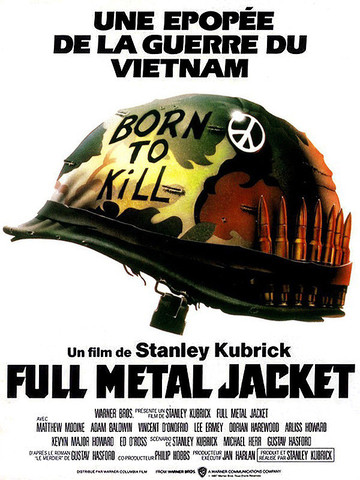 UNE EPOPÉE
DE LA GUERRE DU
VIETNAM
BORN
TO
KiLL
Un film de Stanley Kubrick
FULL METAL JACKET
WARNER BROS. PRÉSENTE UN FILM DE STANLEY KUBRICK FULL METAL JACKET
AVEC MATTHEW MODINE ADAM BALDWIN VINCENT D'ONOFRIO LEE ERMEY DORIAN HAREWOOD ARLISS HOWARD
KEVYN MAJOR HOWARD ED O'ROSS SCÉNARIO DE STANLEY KUBRICK MICHAEL HERR GUSTAV HASFORD
D'APRÈS LE ROMAN "LE MERDIER" DE GUSTAV HASFORD CO-PRODUCTEUR PHILIP HOBBS PRODUCTEUR EXÉCUTIF JAN HARLAN PRODUIT ET RÉALISÉ PAR STANLEY KUBRICK
DISTRIBUÉ PAR WARNER COLUMBIA FILM FROM WARNER BROS. A WARNER COMMUNICATIONS COMPANY